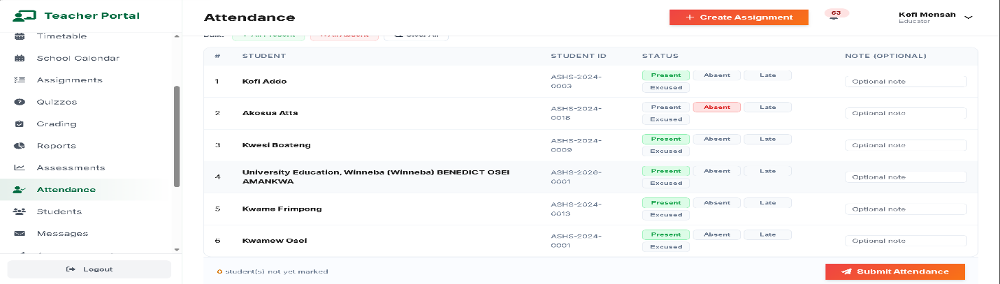 Teacher Portal
Timetable
School Calendar
Assignments
Quizzes
Grading
Reports
Assessments
Attendance
Students
Messages
Logout
Attendance
+ Create Assignment
63
Kofi Mensah
Educator
Bulk: All Present All Absent Clear All
# STUDENT STUDENT ID STATUS NOTE (OPTIONAL)
1 Kofi Addo ASHS-2024-
0003 Present Absent Late
Excused Optional note
2 Akosua Atta ASHS-2024-
0018 Present Absent Late
Excused Optional note
3 Kwesi Boateng ASHS-2024-
0009 Present Absent Late
Excused Optional note
4 University Education, Winneba (Winneba) BENEDICT OSEI
AMANKWA ASHS-2026-
0001 Present Absent Late
Excused Optional note
5 Kwame Frimpong ASHS-2024-
0013 Present Absent Late
Excused Optional note
6 Kwamew Osei ASHS-2024-
0001 Present Absent Late
Excused Optional note
0 student(s) not yet marked
Submit Attendance